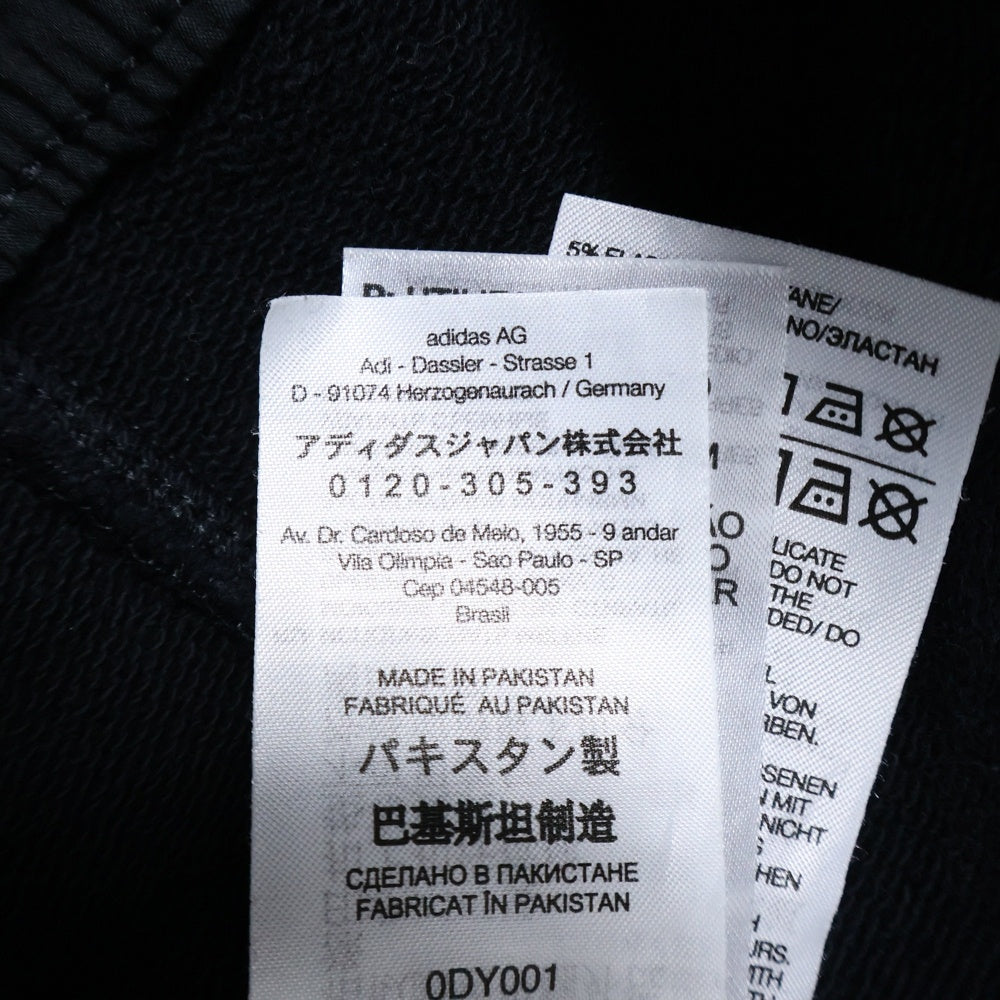 adidas AG
Adi - Dassler - Strasse 1
D - 91074 Herzogenaurach / Germany
アディダスジャパン株式会社
0120-305-393
Av. Dr. Cardoso de Melo, 1955 - 9 andar
Vila Olimpia - Sao Paulo - SP
Cep 04548-005
Brasil
MADE IN PAKISTAN
FABRIQUÉ AU PAKISTAN
パキスタン製
巴基斯坦制造
СДЕЛАНО В ПАКИСТАНЕ
FABRICAT ÎN PAKISTAN
0DY001
5%
ANE/
NO/ЭЛАСТАН
LICATE
DO NOT
THE
DED/ DO
VON
RBEN.
SSENEN
MIT
NICHT
HEN
URS.